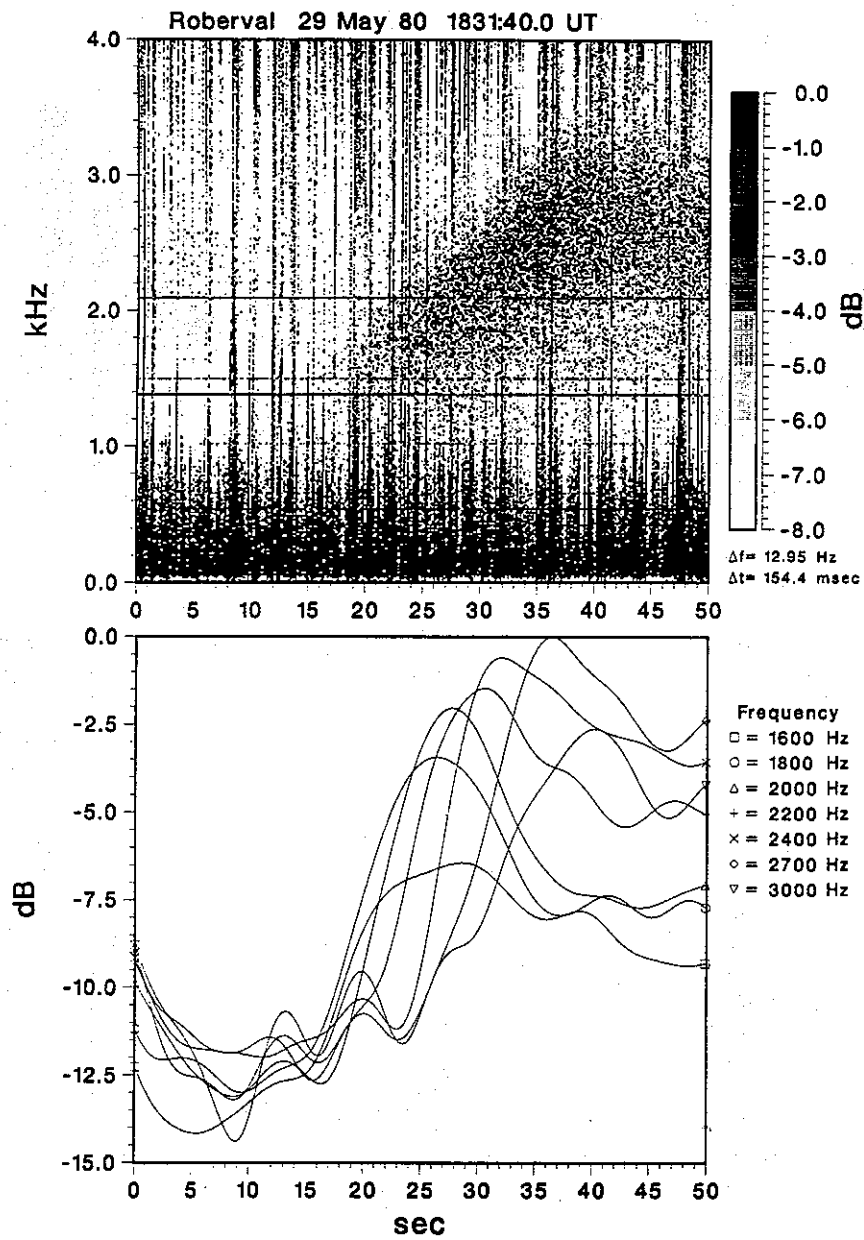 Roberval 29 May 80 1831:40.0 UT
4.0
3.0
2.0
1.0
0.0
kHz
0 5 10 15 20 25 30 35 40 45 50
0.0
-1.0
-2.0
-3.0
-4.0
-5.0
-6.0
-7.0
-8.0
dB
Δf= 12.95 Hz
Δt= 154.4 msec
0.0
-2.5
-5.0
-7.5
-10.0
-12.5
-15.0
dB
0 5 10 15 20 25 30 35 40 45 50
sec
Frequency
= 1600 Hz
= 1800 Hz
= 2000 Hz
= 2200 Hz
= 2400 Hz
= 2700 Hz
= 3000 Hz